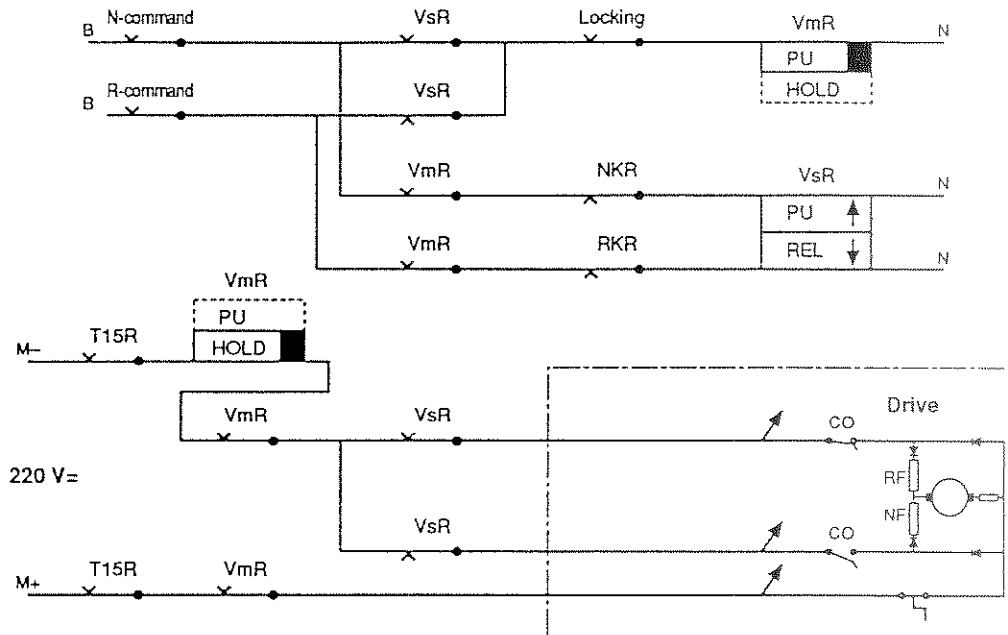 N-command VsR Locking VmR
B N
PU
HOLD
R-command VsR
B
VmR NKR VsR N
PU
VmR RKR REL N
VmR
PU
T15R HOLD
M–
VmR VsR CO Drive
RF
220 V=
NF
VsR CO
T15R VmR
M+